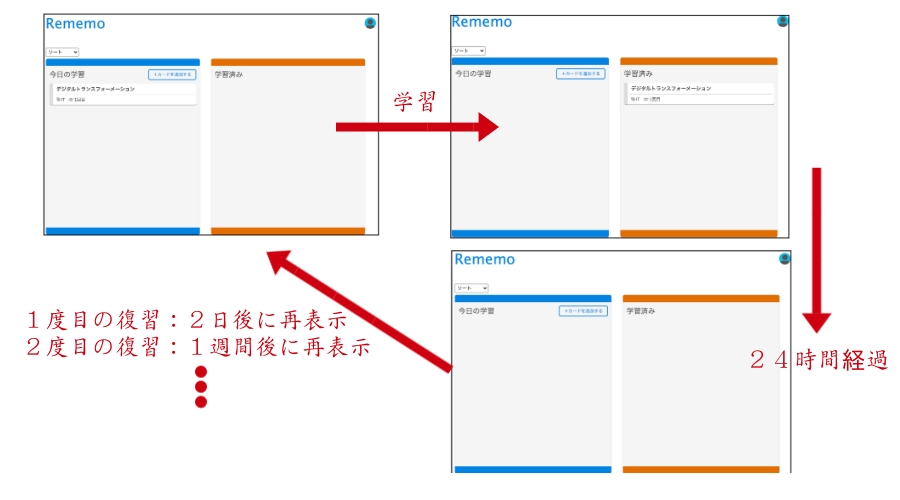 Rememo
ソート
今日の学習
+カードを追加する
学習済み
デジタルトランスフォーメーション
学習
Rememo
ソート
今日の学習
+カードを追加する
学習済み
デジタルトランスフォーメーション
Rememo
ソート
今日の学習
+カードを追加する
学習済み
1度目の復習：2日後に再表示
2度目の復習：1週間後に再表示
24時間経過